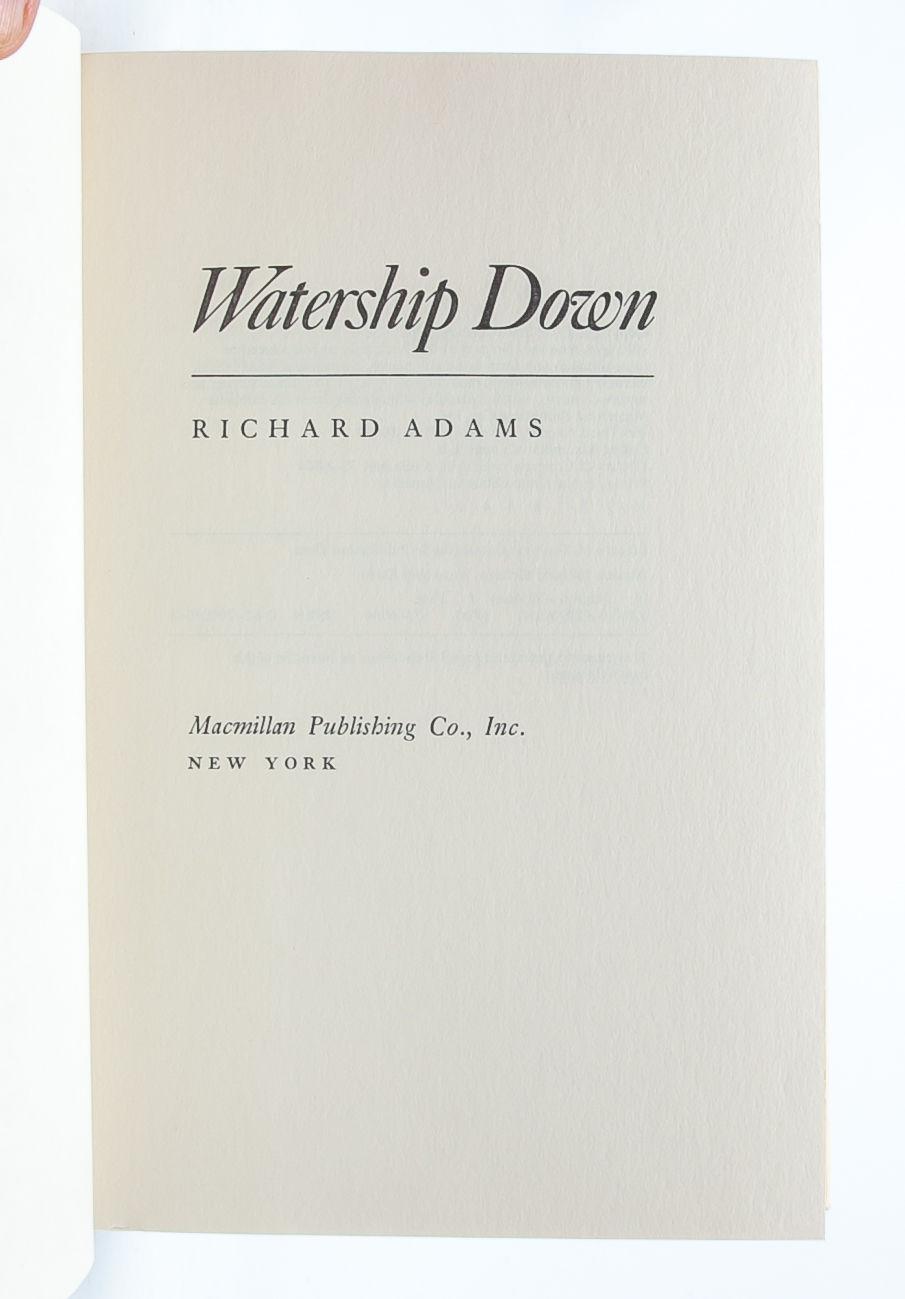 Watership Down
RICHARD ADAMS
Macmillan Publishing Co., Inc.
NEW YORK